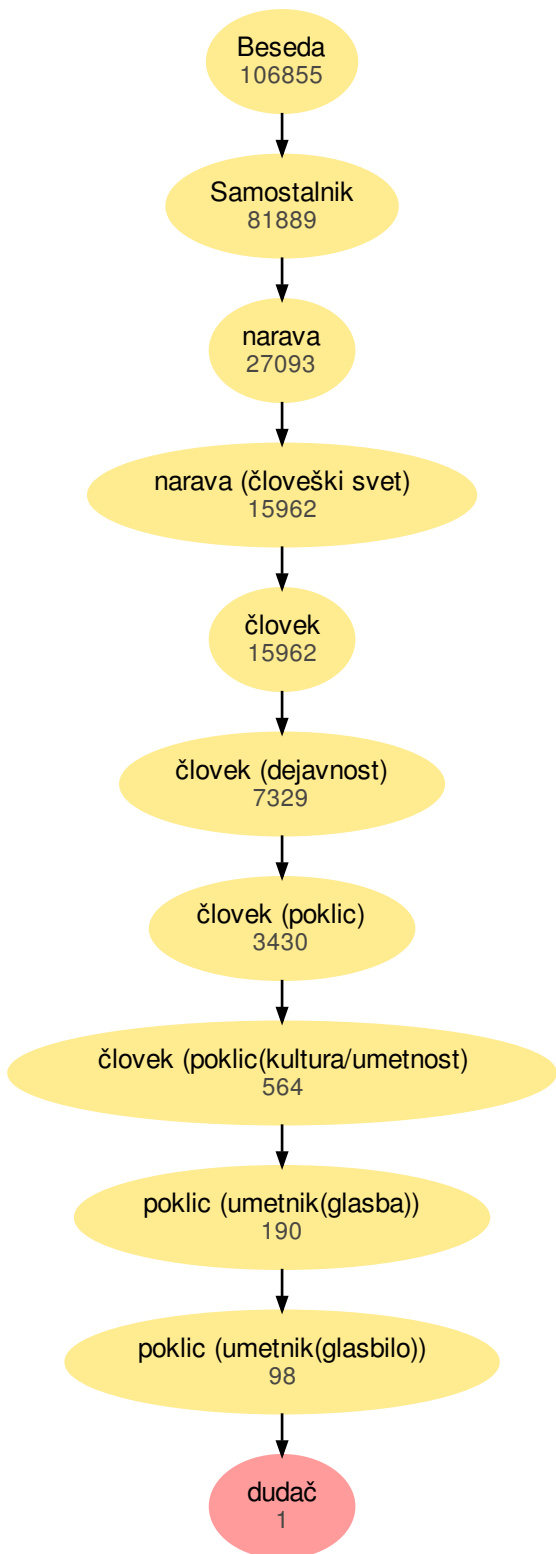 Beseda
106855
Samostalnik
81889
narava
27093
narava (človeški svet)
15962
človek
15962
človek (dejavnost)
7329
človek (poklic)
3430
človek (poklic(kultura/umetnost)
564
poklic (umetnik(glasba))
190
poklic (umetnik(glasbilo))
98
dudač
1